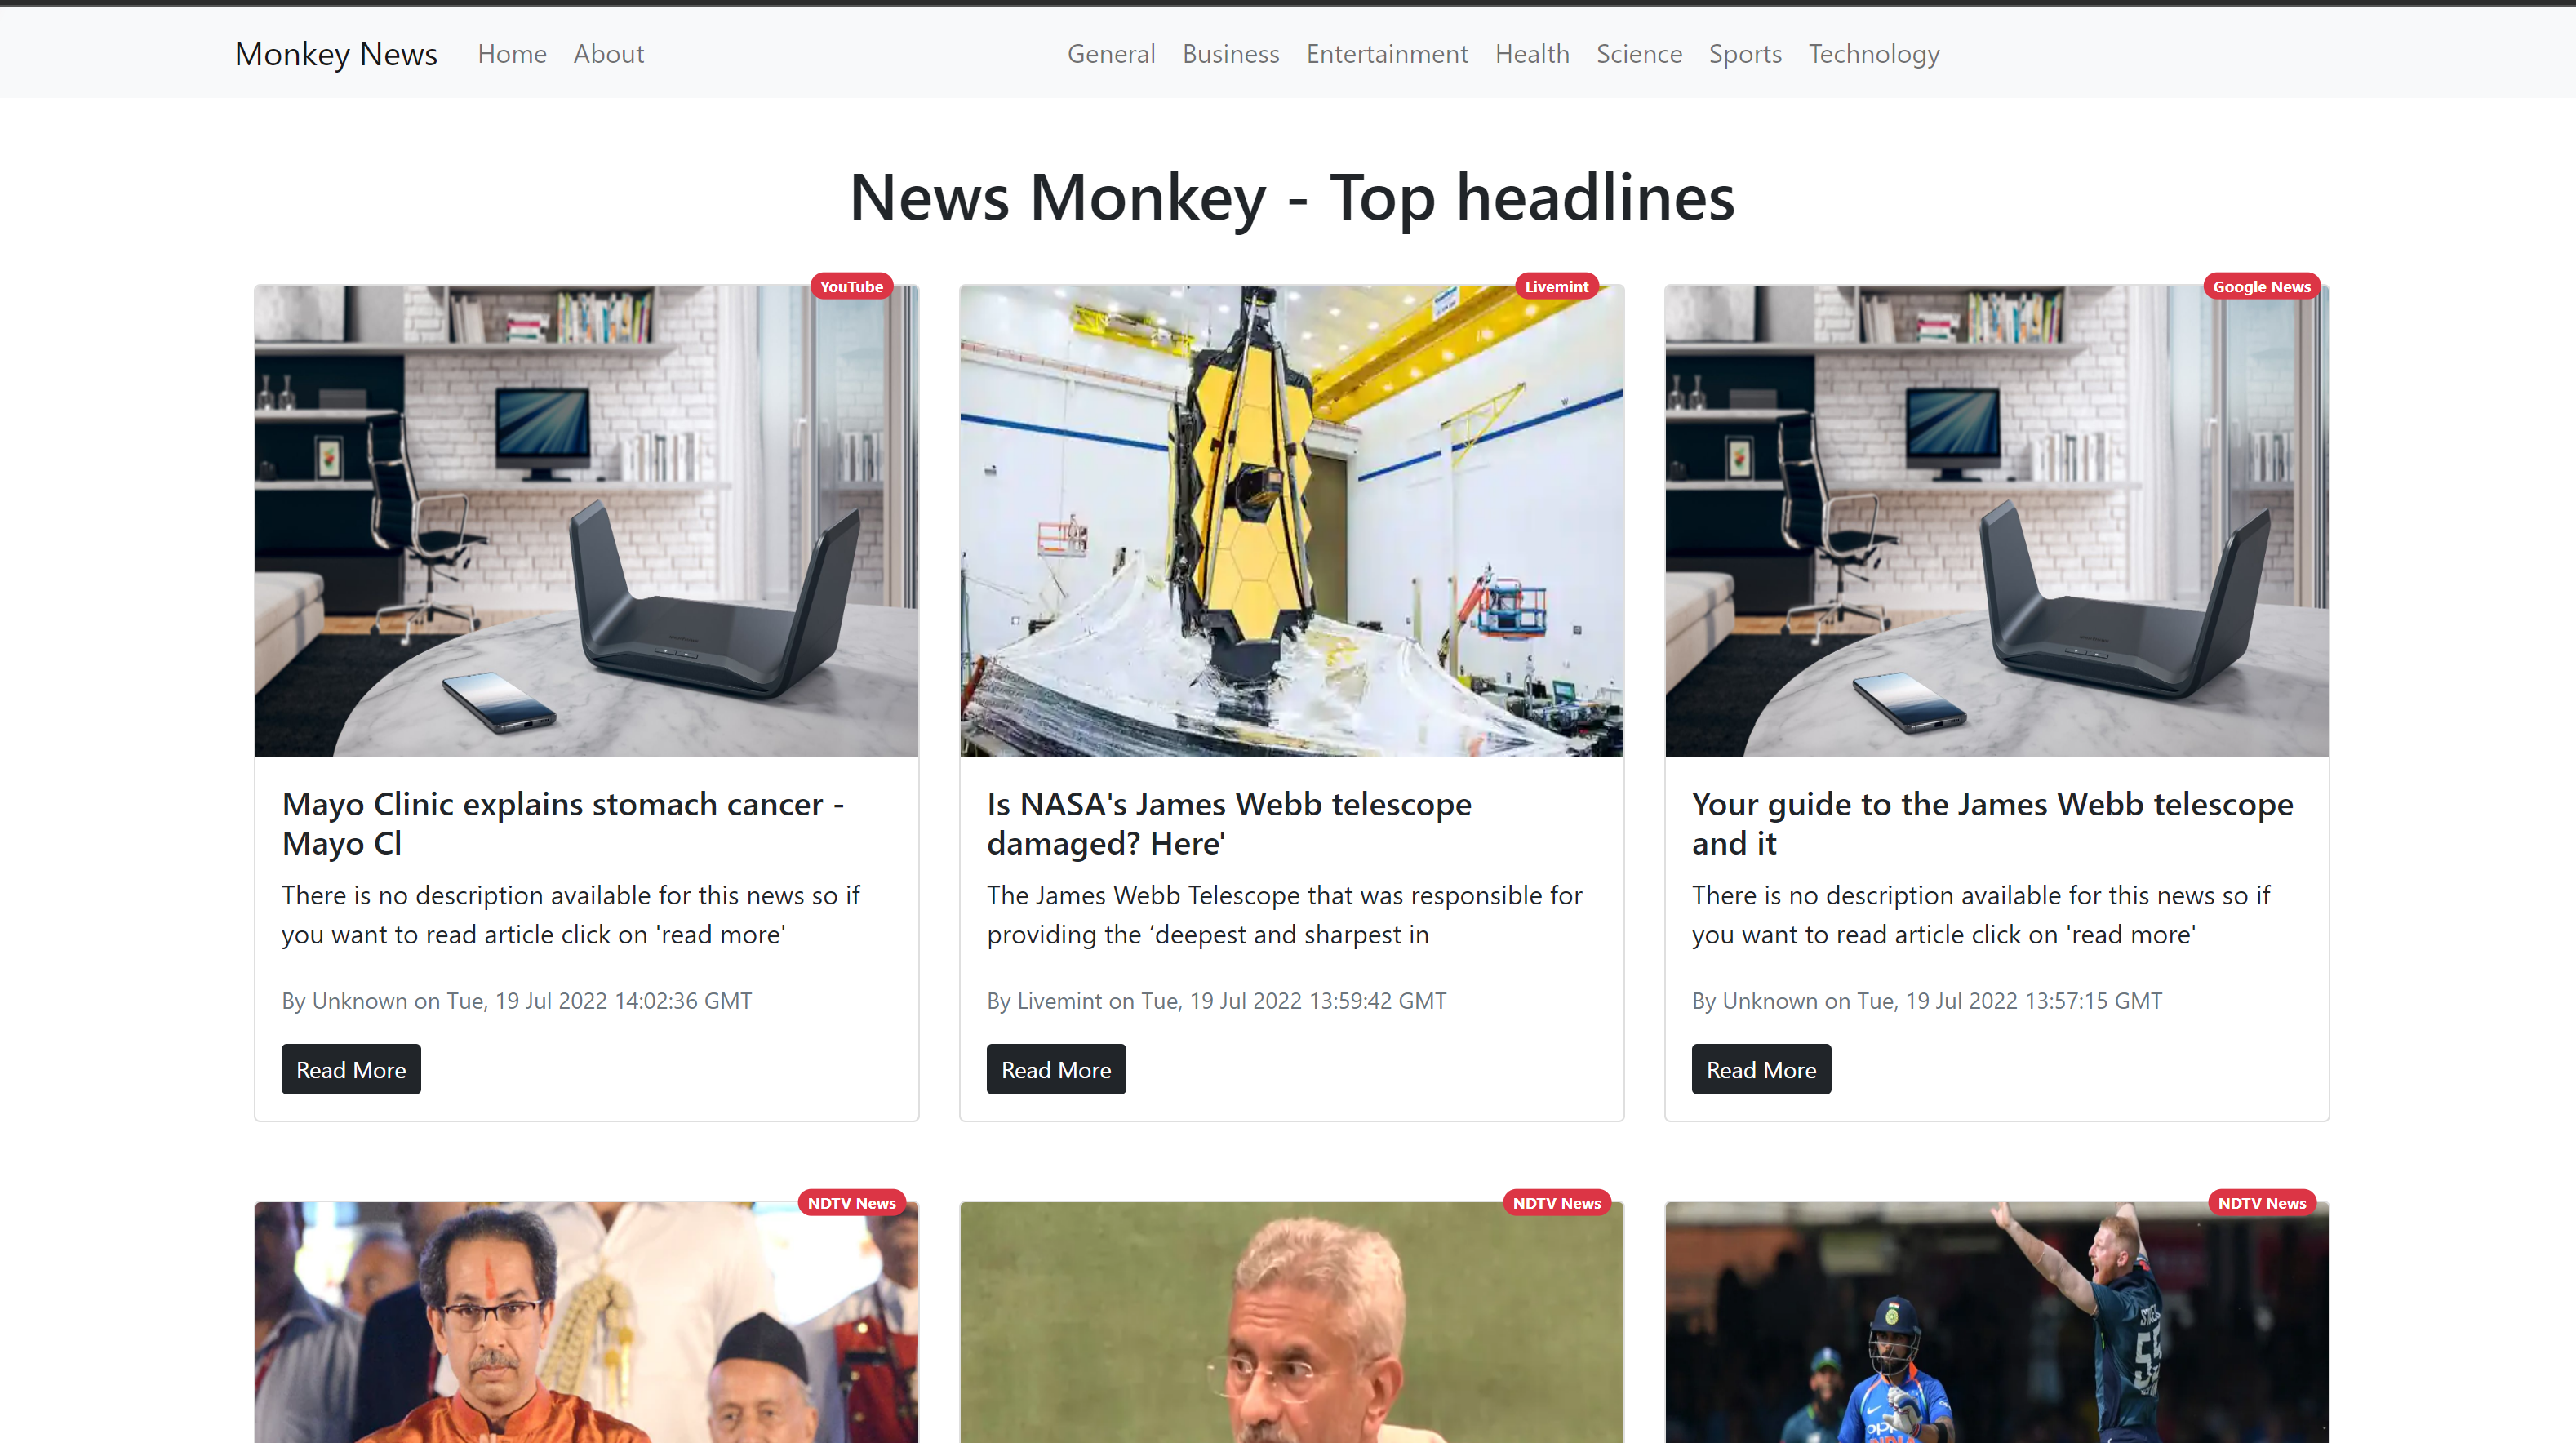 Monkey News Home About General Business Entertainment Health Science Sports Technology
News Monkey - Top headlines
YouTube
Livemint
Google News
Mayo Clinic explains stomach cancer -
Mayo Cl
There is no description available for this news so if
you want to read article click on 'read more'
By Unknown on Tue, 19 Jul 2022 14:02:36 GMT
Read More
Is NASA's James Webb telescope
damaged? Here'
The James Webb Telescope that was responsible for
providing the ‘deepest and sharpest in
By Livemint on Tue, 19 Jul 2022 13:59:42 GMT
Read More
Your guide to the James Webb telescope
and it
There is no description available for this news so if
you want to read article click on 'read more'
By Unknown on Tue, 19 Jul 2022 13:57:15 GMT
Read More
NDTV News
NDTV News
NDTV News
55
oppo
INDIA